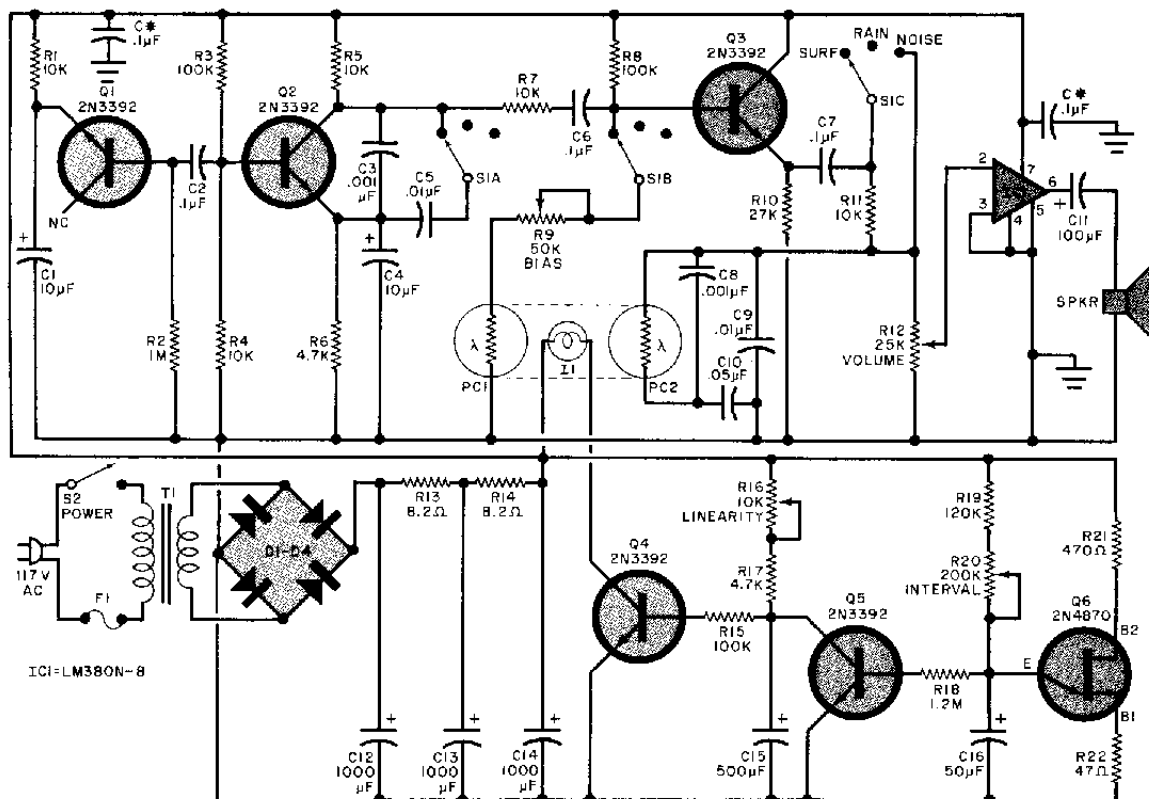 C*
.1µF
R1
10K
R3
100K
R5
10K
Q1
2N3392
Q2
2N3392
R7
10K
R8
100K
Q3
2N3392
RAIN
SURF
NOISE
S1C
C*
.1µF
C6
.1µF
C7
.1µF
C2
.1µF
C3
.001
µF
C5
.01µF
S1A
S1B
NC
R9
50K
BIAS
R10
27K
R11
10K
2
3
7
6
4
5
+
C11
100µF
+
C1
10µF
+
C4
10µF
C8
.001µF
C9
.01µF
C10
.05µF
SPKR
R2
1M
R4
10K
R6
4.7K
λ
PC1
I1
λ
PC2
R12
25K
VOLUME
S2
POWER
T1
117V
AC
F1
D1-D4
R13
8.2Ω
R14
8.2Ω
R16
10K
LINEARITY
R19
120K
R21
470Ω
Q4
2N3392
R17
4.7K
R20
200K
INTERVAL
Q5
2N3392
Q6
2N4870
B2
R15
100K
E
R18
1.2M
B1
IC1=LM380N-8
+
C12
1000
µF
+
C13
1000
µF
+
C14
1000
µF
+
C15
500µF
+
C16
50µF
R22
47Ω